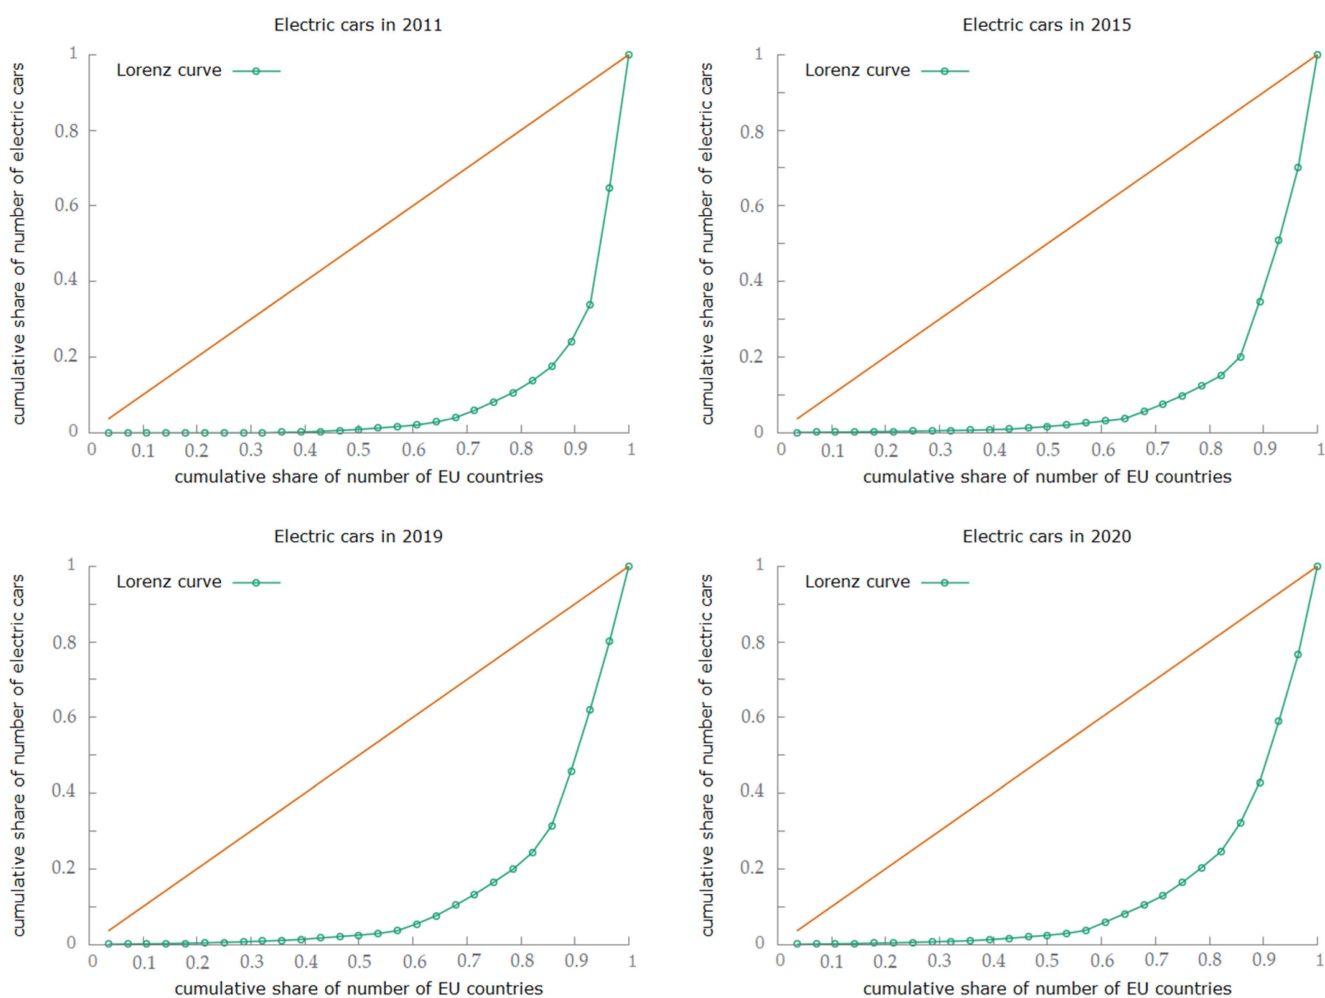 Electric cars in 2011
cumulative share of number of electric cars
Lorenz curve
1
0.8
0.6
0.4
0.2
0
0 0.1 0.2 0.3 0.4 0.5 0.6 0.7 0.8 0.9 1
cumulative share of number of EU countries
Electric cars in 2015
cumulative share of number of electric cars
Lorenz curve
1
0.8
0.6
0.4
0.2
0
0 0.1 0.2 0.3 0.4 0.5 0.6 0.7 0.8 0.9 1
cumulative share of number of EU countries
Electric cars in 2019
cumulative share of number of electric cars
Lorenz curve
1
0.8
0.6
0.4
0.2
0
0 0.1 0.2 0.3 0.4 0.5 0.6 0.7 0.8 0.9 1
cumulative share of number of EU countries
Electric cars in 2020
cumulative share of number of electric cars
Lorenz curve
1
0.8
0.6
0.4
0.2
0
0 0.1 0.2 0.3 0.4 0.5 0.6 0.7 0.8 0.9 1
cumulative share of number of EU countries